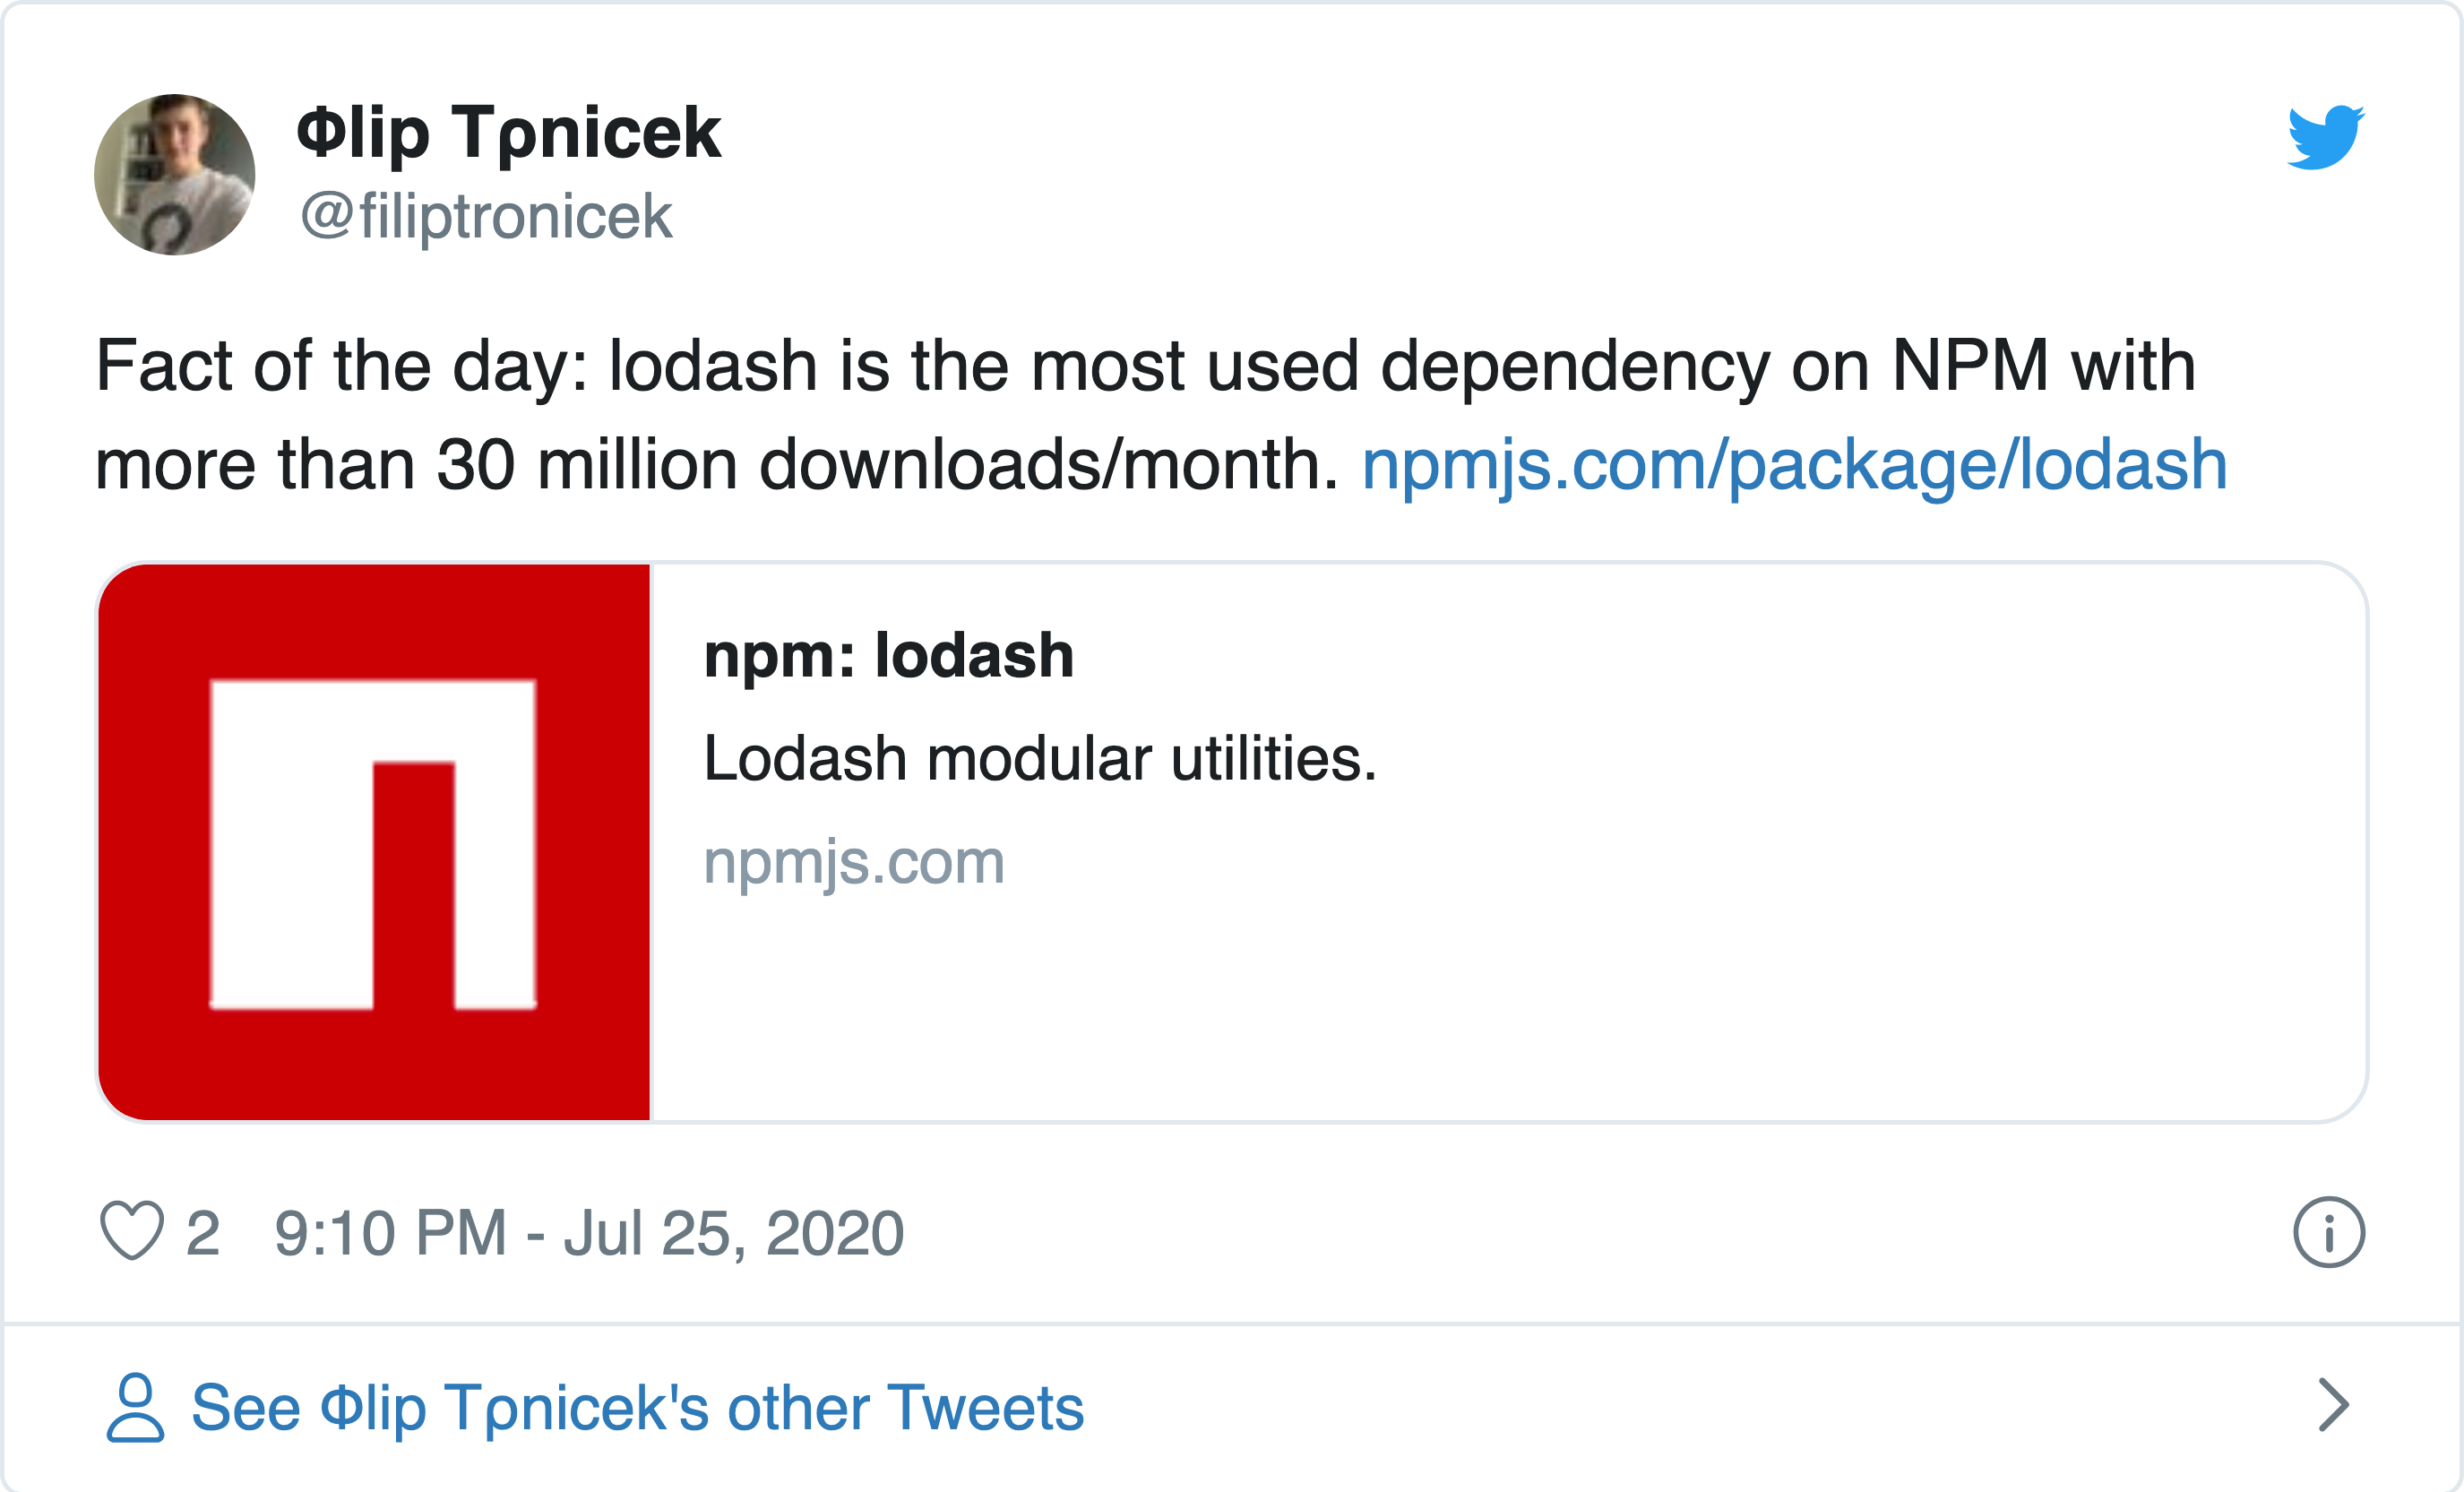 Φlip Tρnicek
@filiptronicek
Fact of the day: lodash is the most used dependency on NPM with
more than 30 million downloads/month. npmjs.com/package/lodash
npm: lodash
Lodash modular utilities.
npmjs.com
2 9:10 PM - Jul 25, 2020
See Φlip Tρnicek's other Tweets